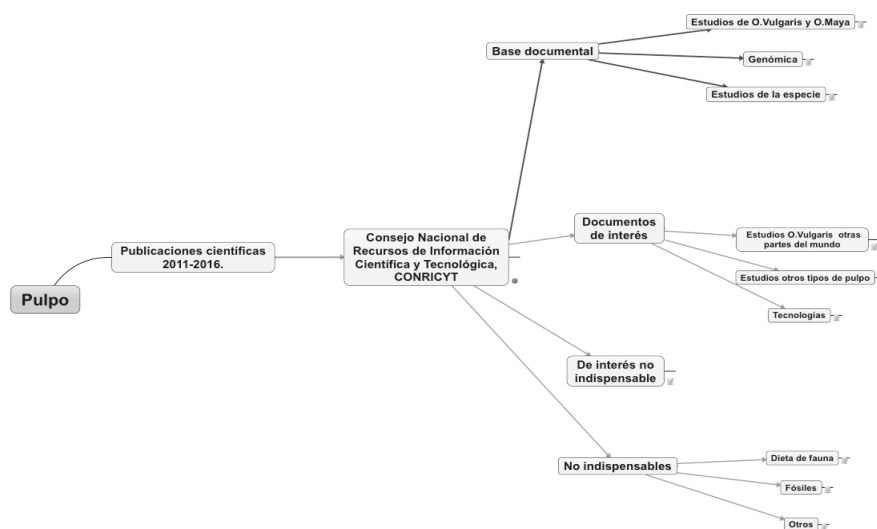 Pulpo
Publicaciones científicas
2011-2016.
Consejo Nacional de
Recursos de Información
Científica y Tecnológica,
CONRICYT
Base documental
Estudios de O.Vulgaris y O.Maya
Genómica
Estudios de la especie
Documentos
de interés
Estudios O.Vulgaris otras
partes del mundo
Estudios otros tipos de pulpo
Tecnologías
De interés no
indispensable
No indispensables
Dieta de fauna
Fósiles
Otros